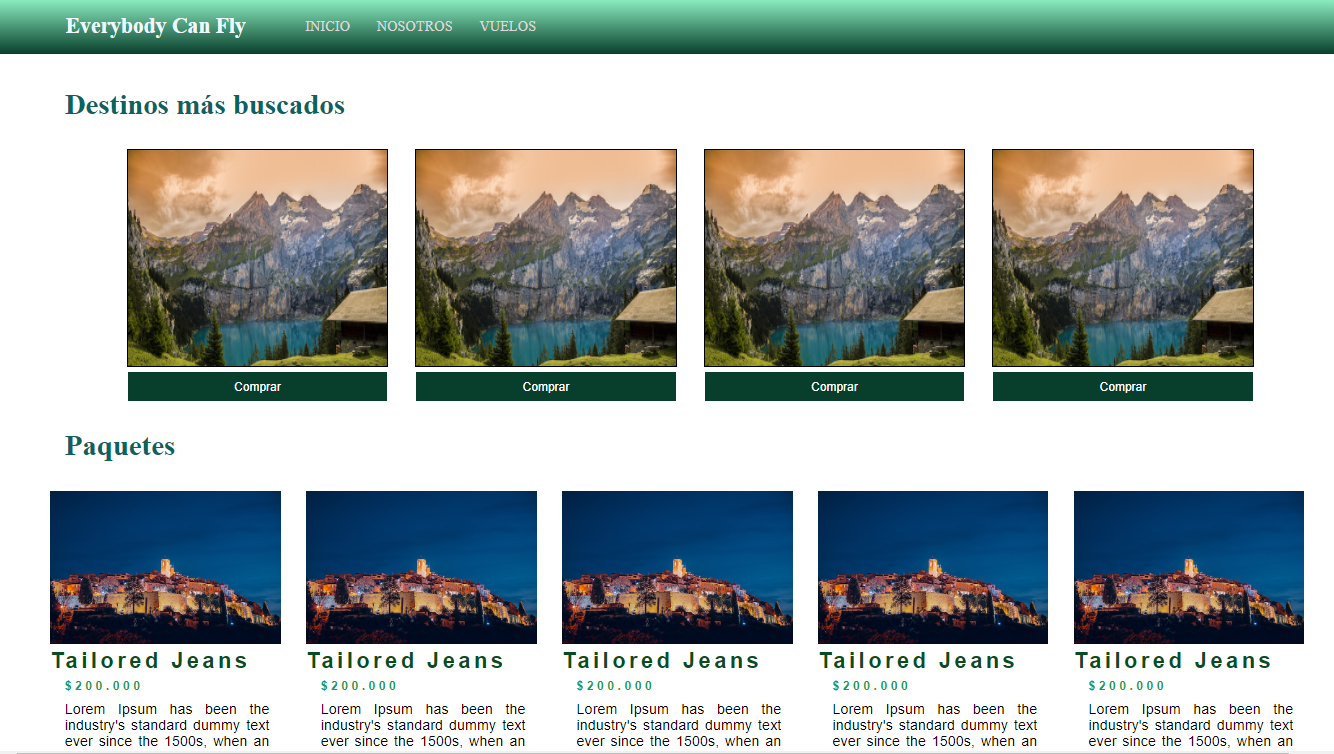 Everybody Can Fly INICIO NOSOTROS VUELOS
Destinos más buscados
Comprar Comprar Comprar Comprar
Paquetes
Tailored Jeans Tailored Jeans Tailored Jeans Tailored Jeans Tailored Jeans
$200.000 $200.000 $200.000 $200.000 $200.000
Lorem Ipsum has been the
industry's standard dummy text
ever since the 1500s, when an
Lorem Ipsum has been the
industry's standard dummy text
ever since the 1500s, when an
Lorem Ipsum has been the
industry's standard dummy text
ever since the 1500s, when an
Lorem Ipsum has been the
industry's standard dummy text
ever since the 1500s, when an
Lorem Ipsum has been the
industry's standard dummy text
ever since the 1500s, when an